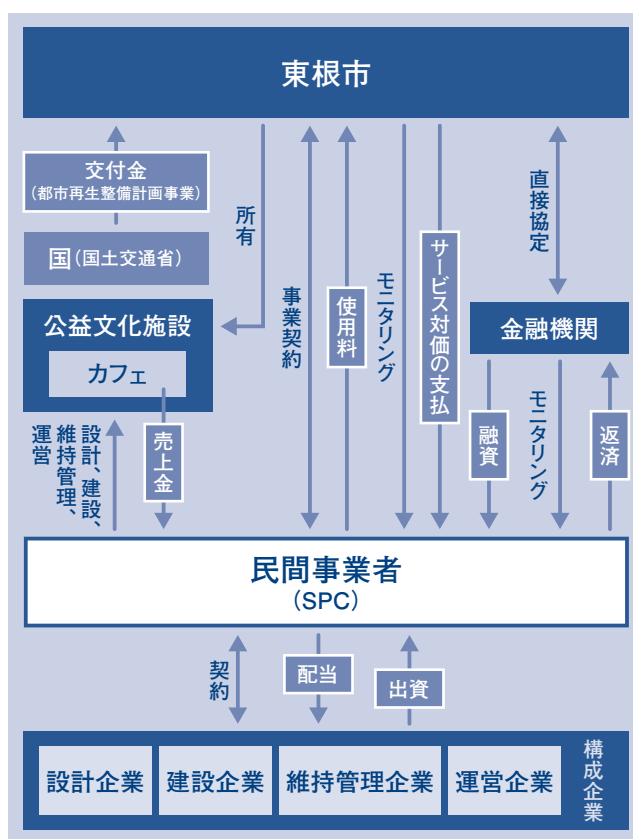 東根市
交付金
（都市再生整備計画事業）
国（国土交通省）
所有
事業契約
使用料
モニタリング
サービス対価の支払
直接協定
公益文化施設
カフェ
金融機関
設計、建設、
維持管理、
運営
売上金
融資
モニタリング
返済
民間事業者
（SPC）
契約
配当
出資
設計企業
建設企業
維持管理企業
運営企業
構成企業